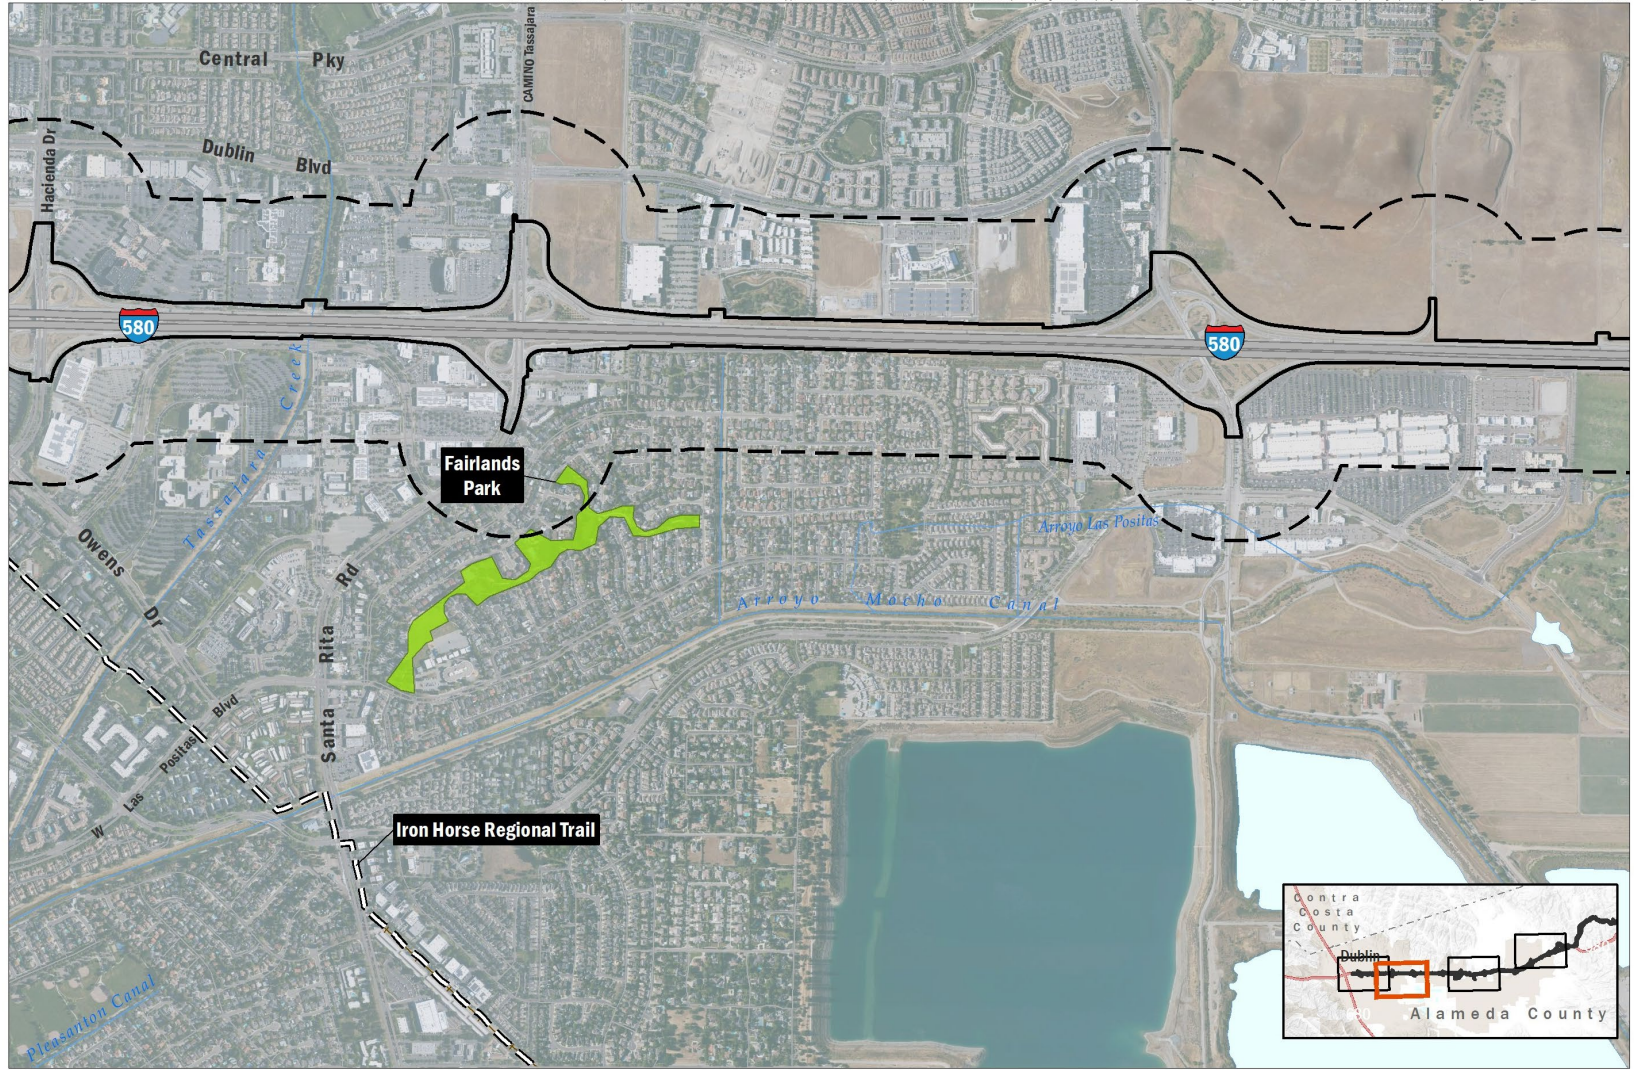 Central Pky
CAMINO Tassajara
Hacienda Dr
Dublin Blvd
580
580
Tassajara Creek
Fairlands
Park
Owens Dr
Santa Rita Rd
Arroyo Las Positas
Arroyo Mocho Canal
W Las Positas Blvd
Iron Horse Regional Trail
Pleasanton Canal
Contra
Costa
County
Dublin
Alameda County